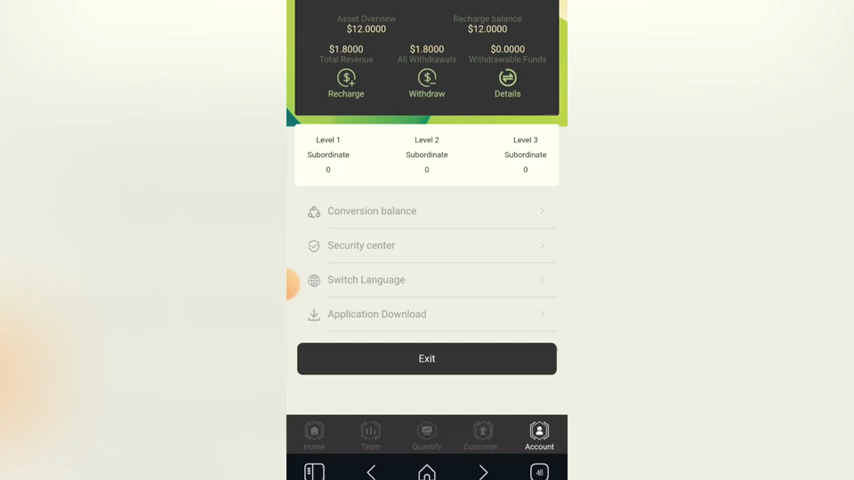 Asset Overview Recharge balance
$12.0000 $12.0000
$1.8000 $1.8000 $0.0000
Total Revenue All Withdrawals Withdrawable Funds
Recharge Withdraw Details
Level 1 Level 2 Level 3
Subordinate Subordinate Subordinate
0 0 0
Conversion balance
Security center
Switch Language
Application Download
Exit
Home Team Quantify Customer... Account